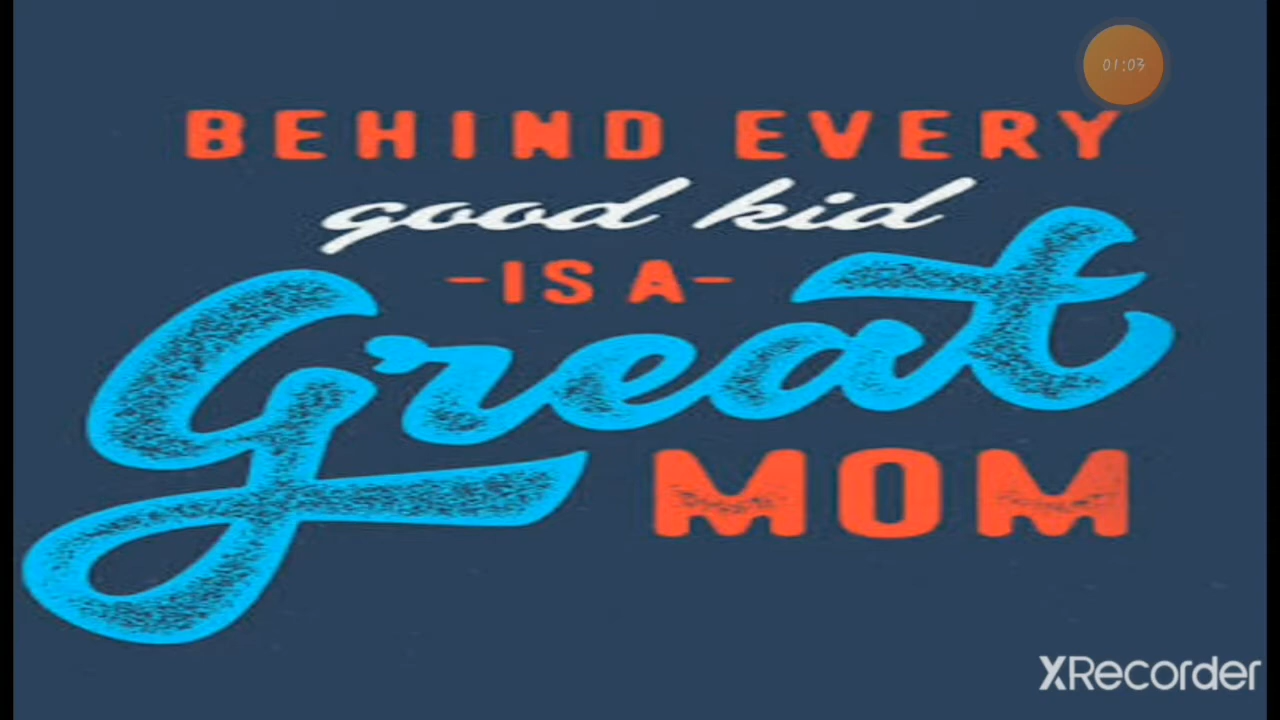 01:03
BEHIND EVERY
good kid
-IS A-
Great
MOM
XRecorder